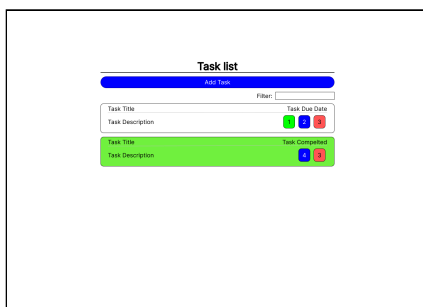 Task list
Add Task
Filter:
Task Title Task Due Date
Task Description 1 2 3
Task Title Task Compelted
Task Description 4 3